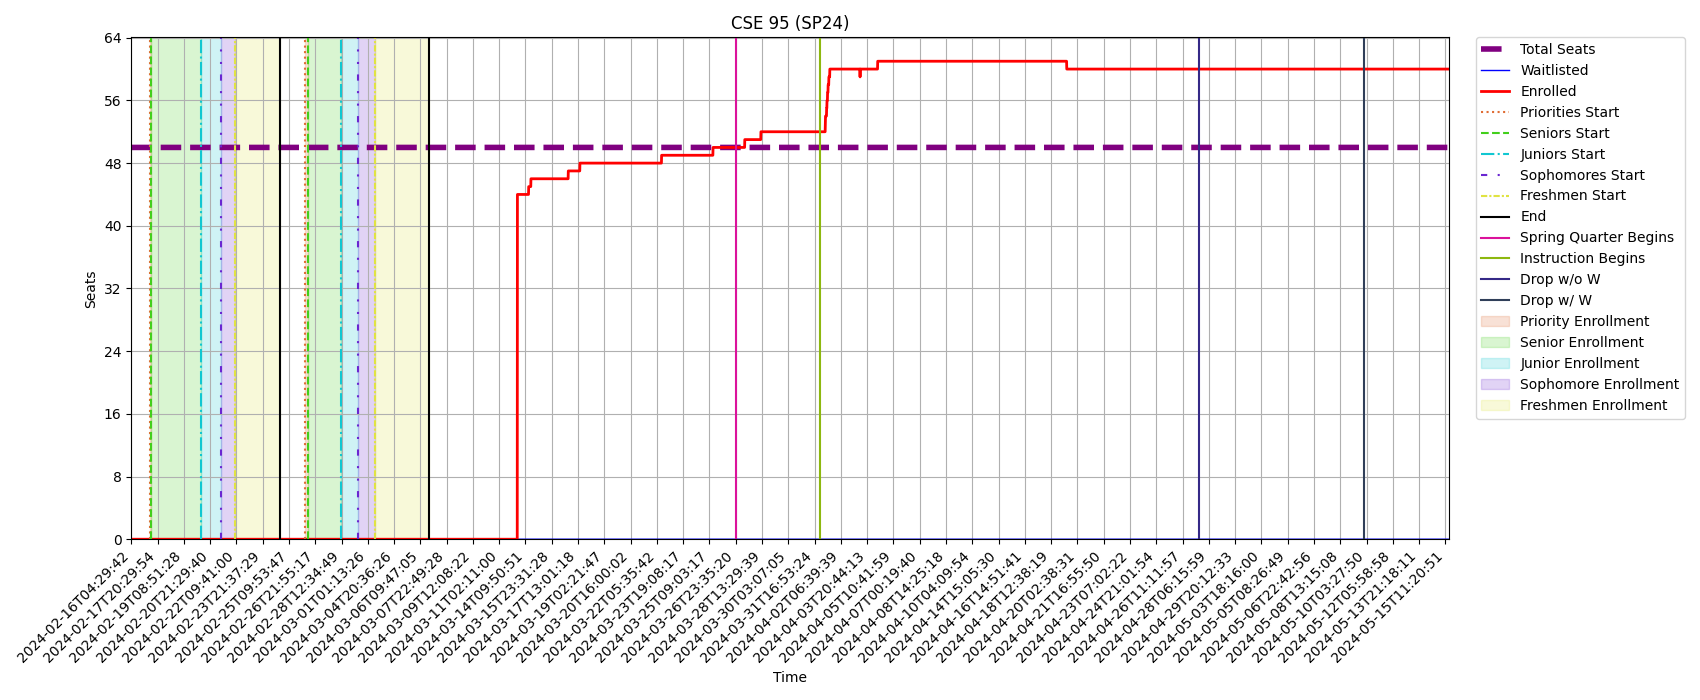 CSE 95 (SP24)
64
56
48
40
32
24
16
8
0
Seats
2024-02-16T04:29:42
2024-02-17T20:29:54
2024-02-19T08:51:28
2024-02-20T21:29:40
2024-02-22T09:41:00
2024-02-23T21:37:29
2024-02-25T09:53:47
2024-02-26T21:55:17
2024-02-28T12:34:49
2024-03-01T01:13:26
2024-03-04T20:36:26
2024-03-06T09:47:05
2024-03-07T22:49:28
2024-03-09T12:08:22
2024-03-11T02:11:00
2024-03-14T09:50:51
2024-03-15T23:31:28
2024-03-17T13:01:18
2024-03-19T02:21:47
2024-03-20T16:00:02
2024-03-22T05:35:42
2024-03-23T19:08:17
2024-03-25T09:03:17
2024-03-26T23:35:20
2024-03-28T13:29:39
2024-03-30T03:07:05
2024-03-31T16:53:24
2024-04-02T06:39:39
2024-04-03T20:44:13
2024-04-05T10:41:59
2024-04-07T00:19:40
2024-04-08T14:25:18
2024-04-10T04:09:54
2024-04-14T15:05:30
2024-04-16T14:51:41
2024-04-18T12:38:19
2024-04-20T02:38:31
2024-04-21T16:55:50
2024-04-23T07:02:22
2024-04-24T21:01:54
2024-04-26T11:11:57
2024-04-28T06:15:59
2024-04-29T20:12:33
2024-05-03T18:16:00
2024-05-05T08:26:49
2024-05-06T22:42:56
2024-05-08T13:15:08
2024-05-10T03:27:50
2024-05-12T05:58:58
2024-05-13T21:18:11
2024-05-15T11:20:51
Time
Total Seats
Waitlisted
Enrolled
Priorities Start
Seniors Start
Juniors Start
Sophomores Start
Freshmen Start
End
Spring Quarter Begins
Instruction Begins
Drop w/o W
Drop w/ W
Priority Enrollment
Senior Enrollment
Junior Enrollment
Sophomore Enrollment
Freshmen Enrollment